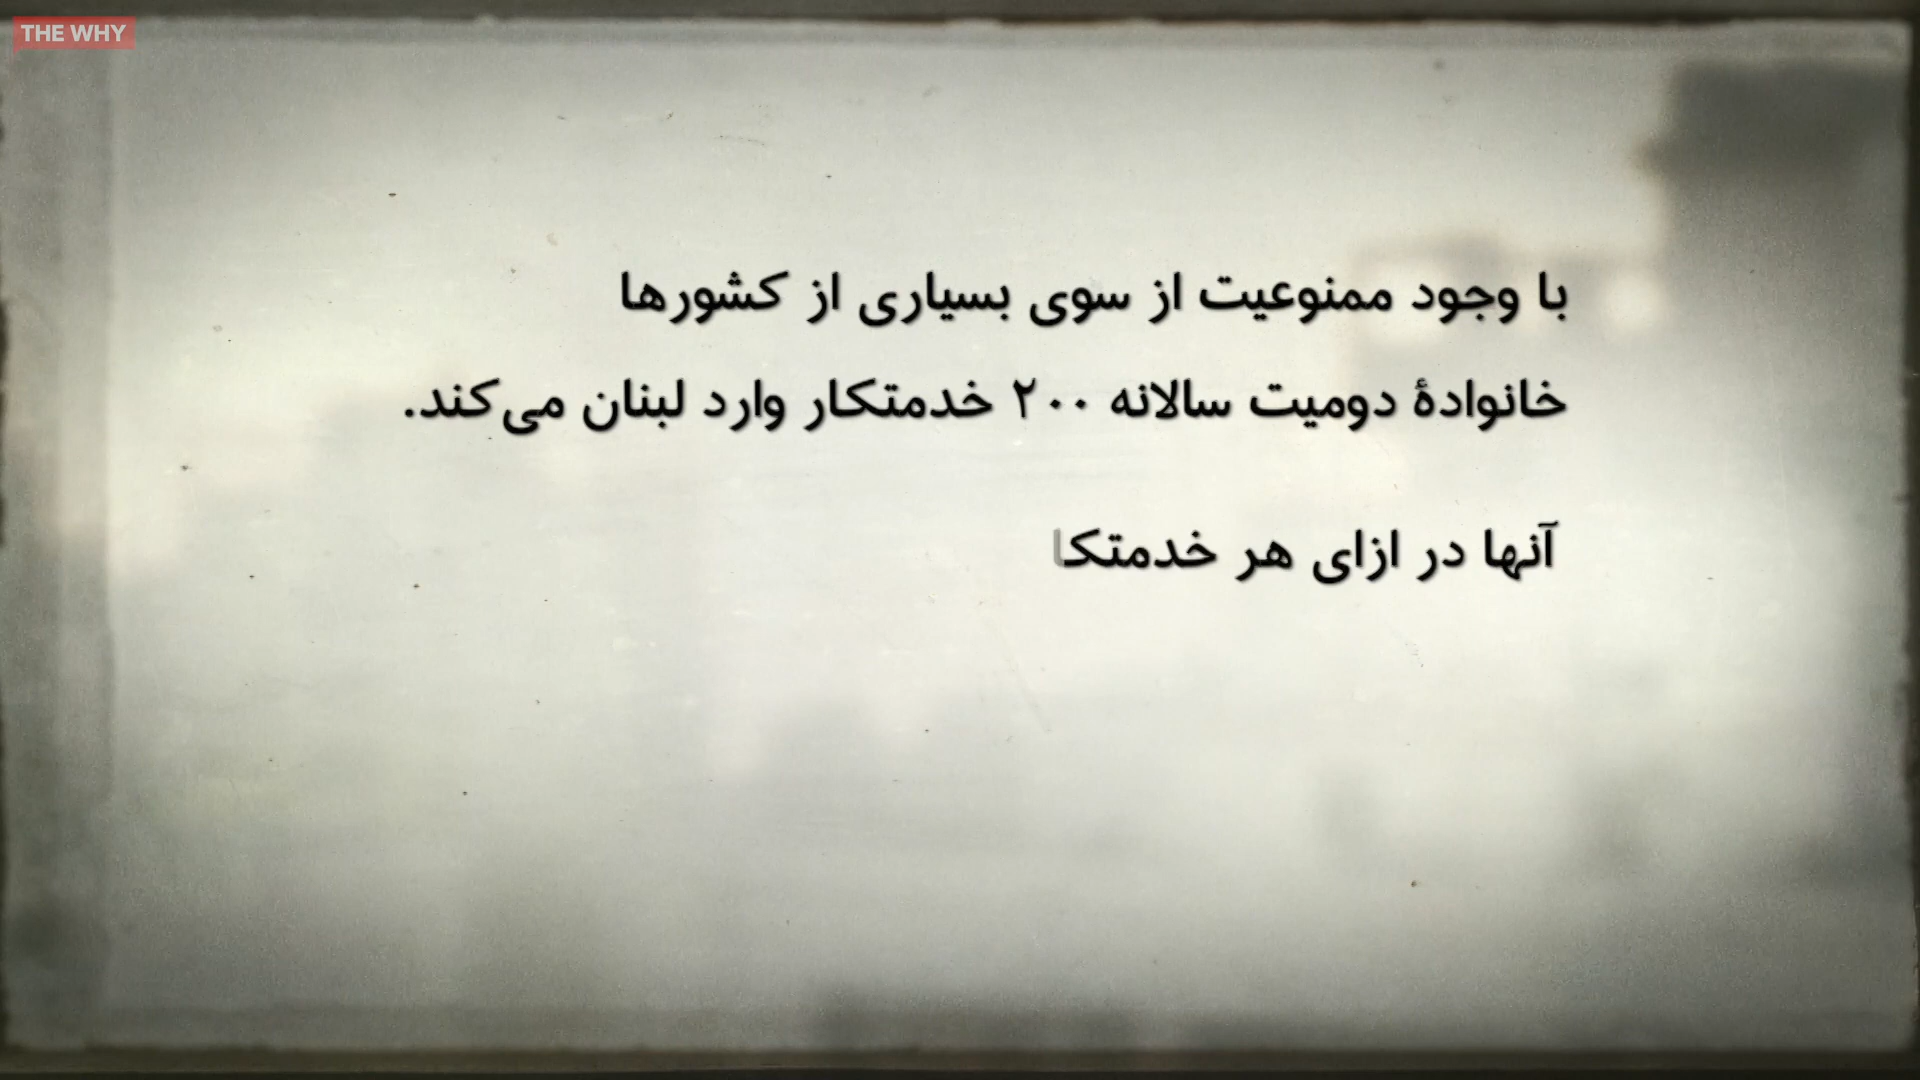 THE WHY
با وجود ممنوعیت از سوی بسیاری از کشورها
خانوادهٔ دومیت سالانه ۲۰۰ خدمتکار وارد لبنان می‌کند.
آنها در ازای هر خدمتکا